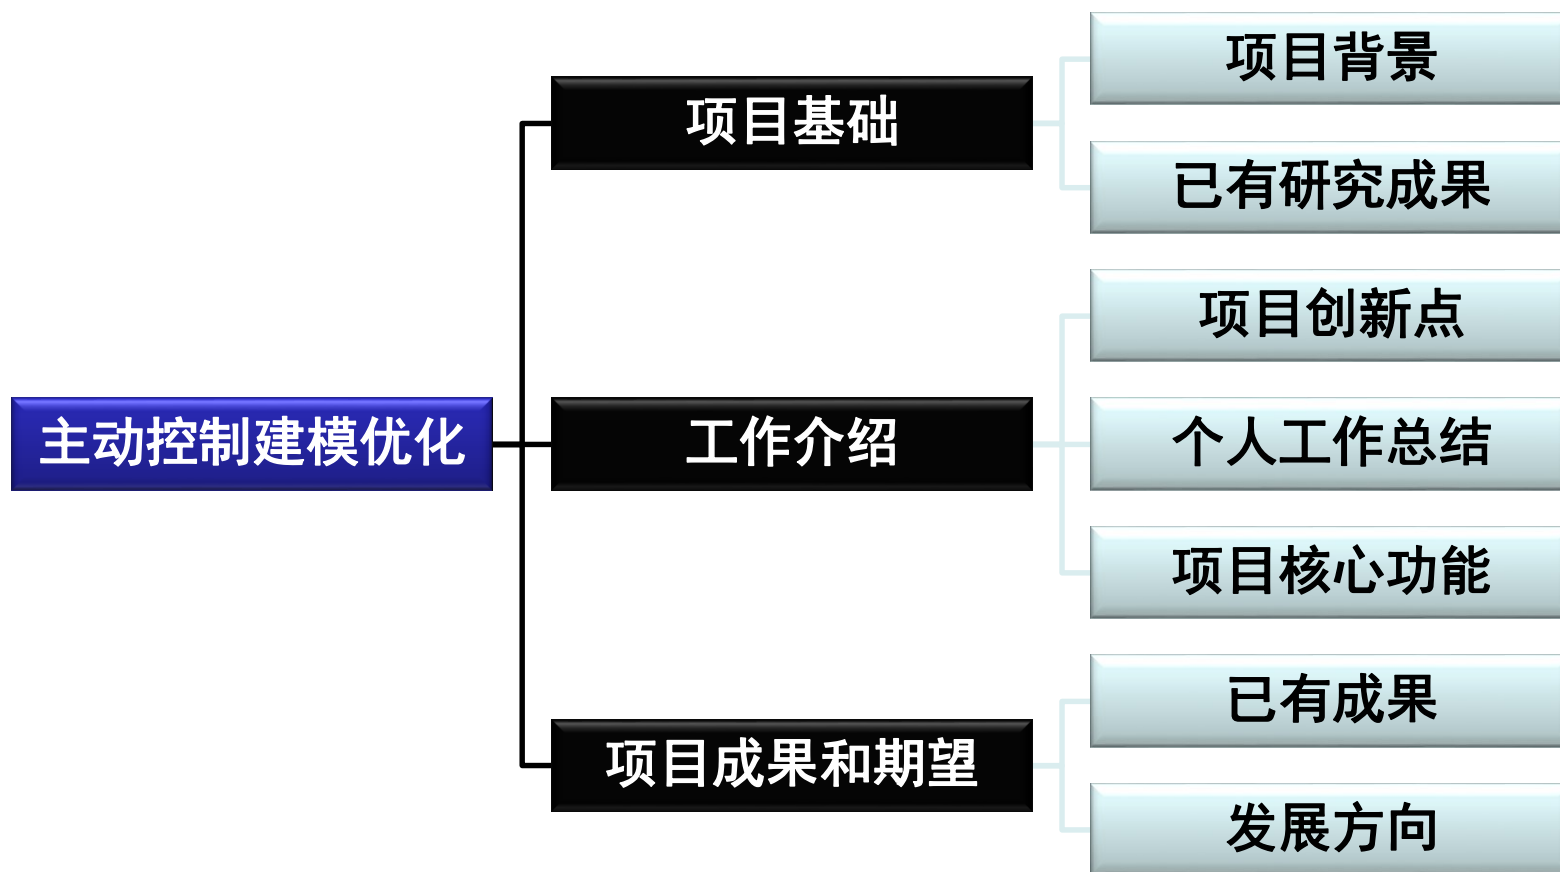 主动控制建模优化
项目基础
项目背景
已有研究成果
工作介绍
项目创新点
个人工作总结
项目核心功能
项目成果和期望
已有成果
发展方向